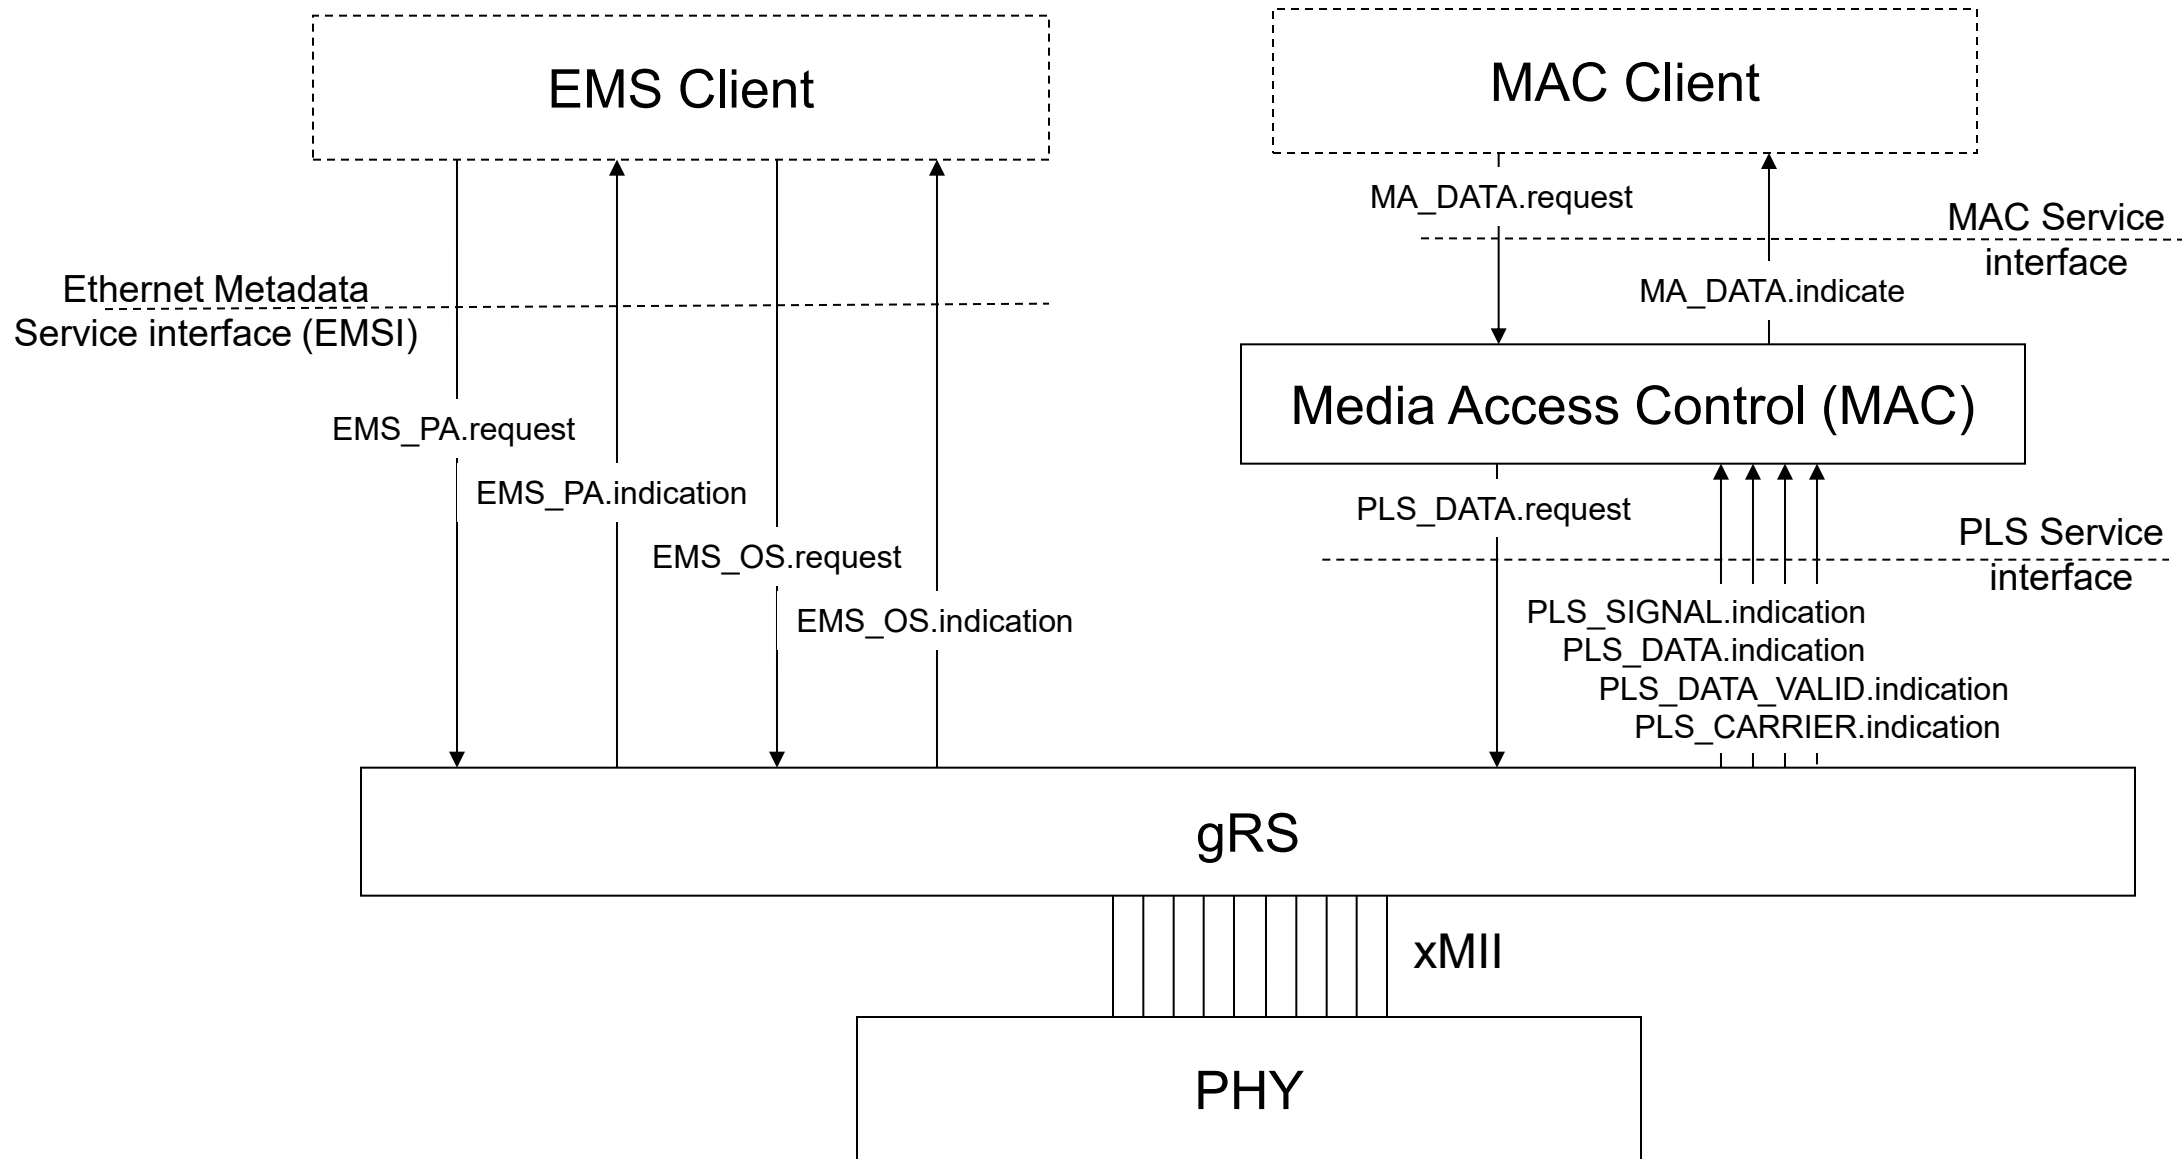 EMS Client
MAC Client
MA_DATA.request
MAC Service
interface
Ethernet Metadata
Service interface (EMSI)
MA_DATA.indicate
Media Access Control (MAC)
EMS_PA.request
EMS_PA.indication
PLS_DATA.request
PLS Service
interface
EMS_OS.request
EMS_OS.indication
PLS_SIGNAL.indication
PLS_DATA.indication
PLS_DATA_VALID.indication
PLS_CARRIER.indication
gRS
xMII
PHY